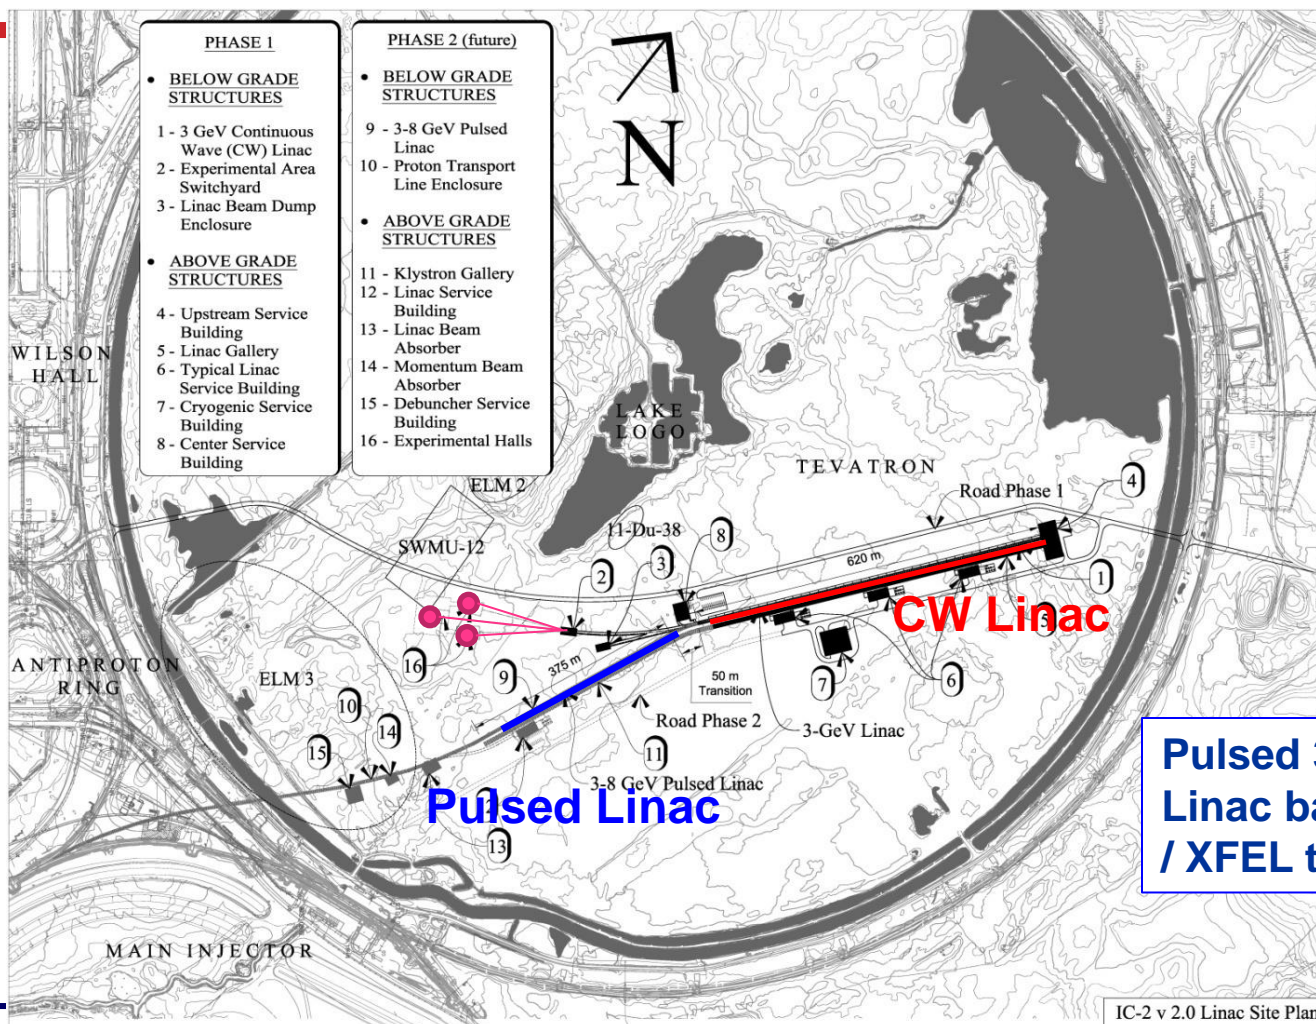 PHASE 1
• BELOW GRADE
STRUCTURES
1 - 3 GeV Continuous
Wave (CW) Linac
2 - Experimental Area
Switchyard
3 - Linac Beam Dump
Enclosure
• ABOVE GRADE
STRUCTURES
4 - Upstream Service
Building
5 - Linac Gallery
6 - Typical Linac
Service Building
7 - Cryogenic Service
Building
8 - Center Service
Building
PHASE 2 (future)
• BELOW GRADE
STRUCTURES
9 - 3-8 GeV Pulsed
Linac
10 - Proton Transport
Line Enclosure
• ABOVE GRADE
STRUCTURES
11 - Klystron Gallery
12 - Linac Service
Building
13 - Linac Beam
Absorber
14 - Momentum Beam
Absorber
15 - Debuncher Service
Building
16 - Experimental Halls
N
WILSON
HALL
LAKE
LOGO
TEVATRON
ELM 2
Road Phase 1
4
11-Du-38
SWMU-12
8
620 m
2
3
1
CW Linac
5
16
375 m
ANTIPROTON
RING
ELM 3
9
50 m
Transition
7
6
10
14
Road Phase 2
3-GeV Linac
11
15
3-8 GeV Pulsed Linac
Pulsed Linac
13
Pulsed
Linac
/ XFEL
MAIN INJECTOR
IC-2 v 2.0 Linac Site Plan